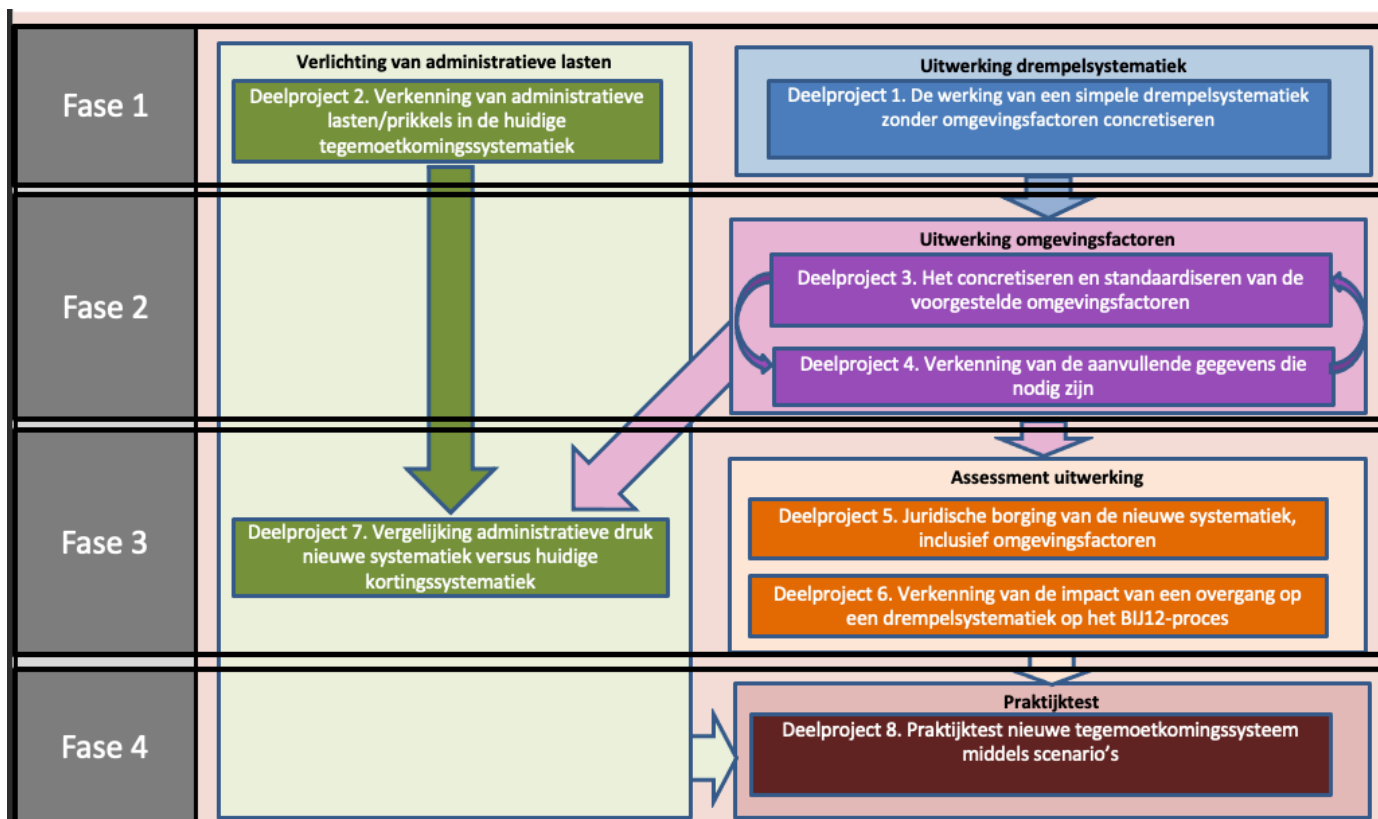 Fase 1
Verlichting van administratieve lasten
Deelproject 2. Verkenning van administratieve
lasten/prikkels in de huidige
tegemoetkomingssystematiek
Uitwerking drempelsystematiek
Deelproject 1. De werking van een simpele drempelsystematiek
zonder omgevingsfactoren concretiseren
Fase 2
Uitwerking omgevingsfactoren
Deelproject 3. Het concretiseren en standaardiseren van de
voorgestelde omgevingsfactoren
Deelproject 4. Verkenning van de aanvullende gegevens die
nodig zijn
Fase 3
Deelproject 7. Vergelijking administratieve druk
nieuwe systematiek versus huidige
kortingssystematiek
Assessment uitwerking
Deelproject 5. Juridische borging van de nieuwe systematiek,
inclusief omgevingsfactoren
Deelproject 6. Verkenning van de impact van een overgang op
een drempelsystematiek op het BIJ12-proces
Fase 4
Praktijktest
Deelproject 8. Praktijktest nieuwe tegemoetkomingssysteem
middels scenario's